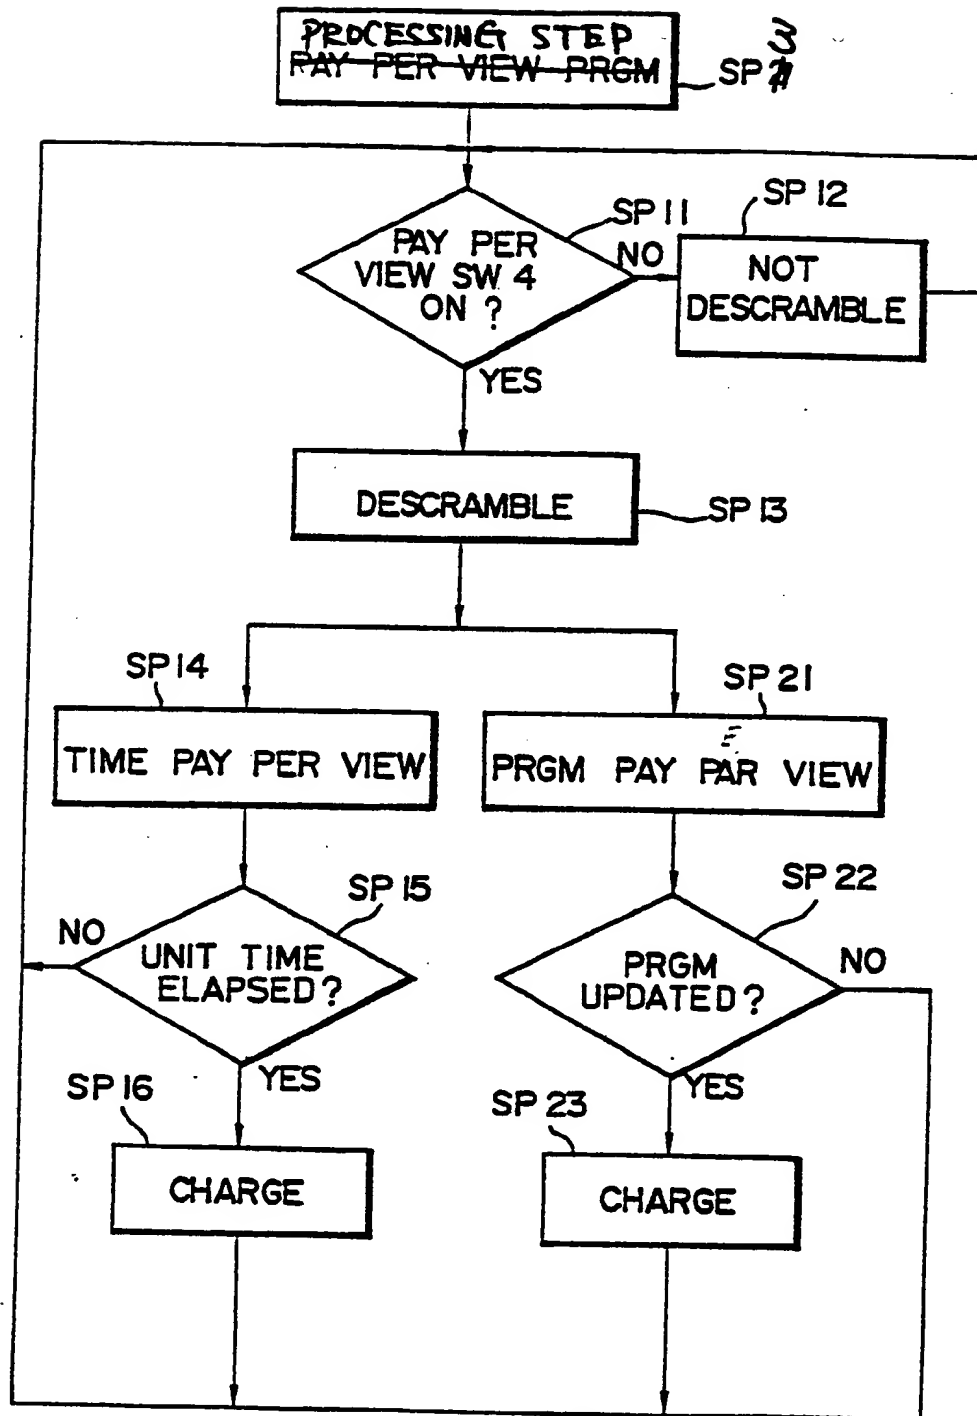 PROCESSING STEP
PAY PER VIEW PRGM
SP 3
SP 11
SP 12
PAY PER
VIEW SW 4
ON ?
NO
NOT
DESCRAMBLE
YES
DESCRAMBLE
SP 13
SP 14
SP 21
TIME PAY PER VIEW
E
PRGM PAY PAR VIEW
SP 15
SP 22
NO
UNIT TIME
ELAPSED?
PRGM
UPDATED?
NO
YES
YES
SP 16
SP 23
CHARGE
CHARGE